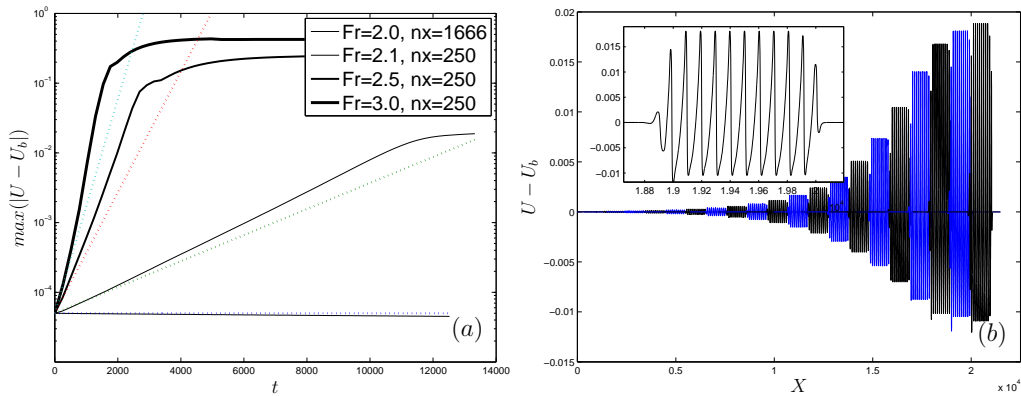 10⁰
10⁻¹
10⁻²
10⁻³
10⁻⁴
max(|U − U_b|)
0 2000 4000 6000 8000 10000 12000 14000
t
Fr=2.0, nx=1666
Fr=2.1, nx=250
Fr=2.5, nx=250
Fr=3.0, nx=250
(a)
0.02
0.015
0.01
0.005
0
−0.005
−0.01
−0.015
U − U_b
0 0.5 1 1.5 2
x 10⁴
X
0.015
0.01
0.005
0
−0.005
−0.01
1.88 1.9 1.92 1.94 1.96 1.98 2
(b)